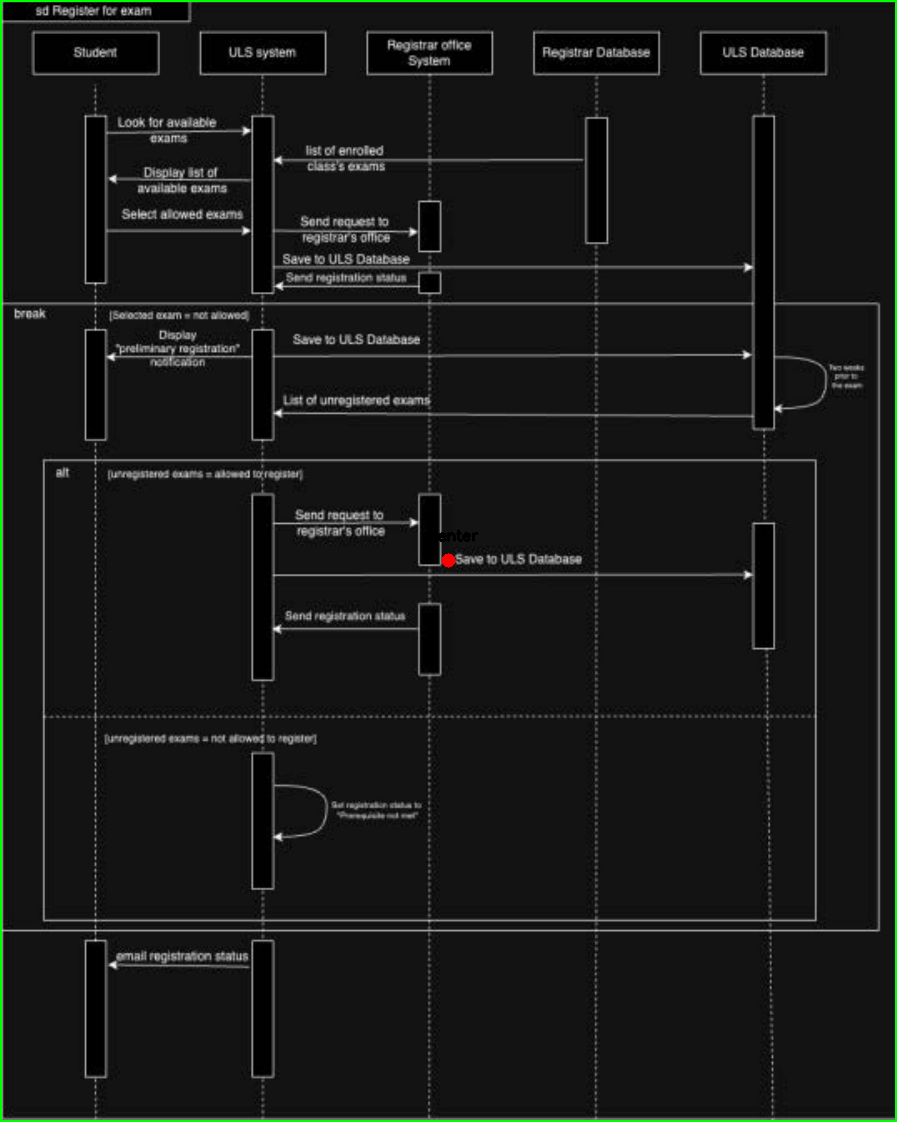 sd Register for exam
Student
ULS system
Registrar office
System
Registrar Database
ULS Database
Look for available
exams
list of enrolled
class's exams
Display list of
available exams
Select allowed exams
Send request to
registrar's office
Save to ULS Database
Send registration status
break
[Selected exam = not allowed]
Display
"preliminary registration"
notification
Save to ULS Database
Two weeks
prior to
the exam
List of unregistered exams
alt
[unregistered exams = allowed to register]
Send request to
registrar's office
enter
Save to ULS Database
Send registration status
[unregistered exams = not allowed to register]
Set registration status to
"Prerequisite not met"
email registration status